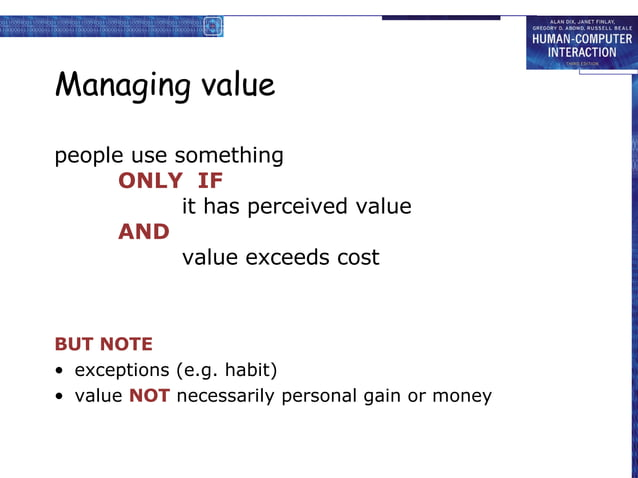 ALAN DIX, JANET FINLAY,
GREGORY D. ABOWD, RUSSELL BEALE
HUMAN-COMPUTER
INTERACTION
THIRD EDITION
Managing value
people use something
ONLY IF
it has perceived value
AND
value exceeds cost
BUT NOTE
• exceptions (e.g. habit)
• value NOT necessarily personal gain or money